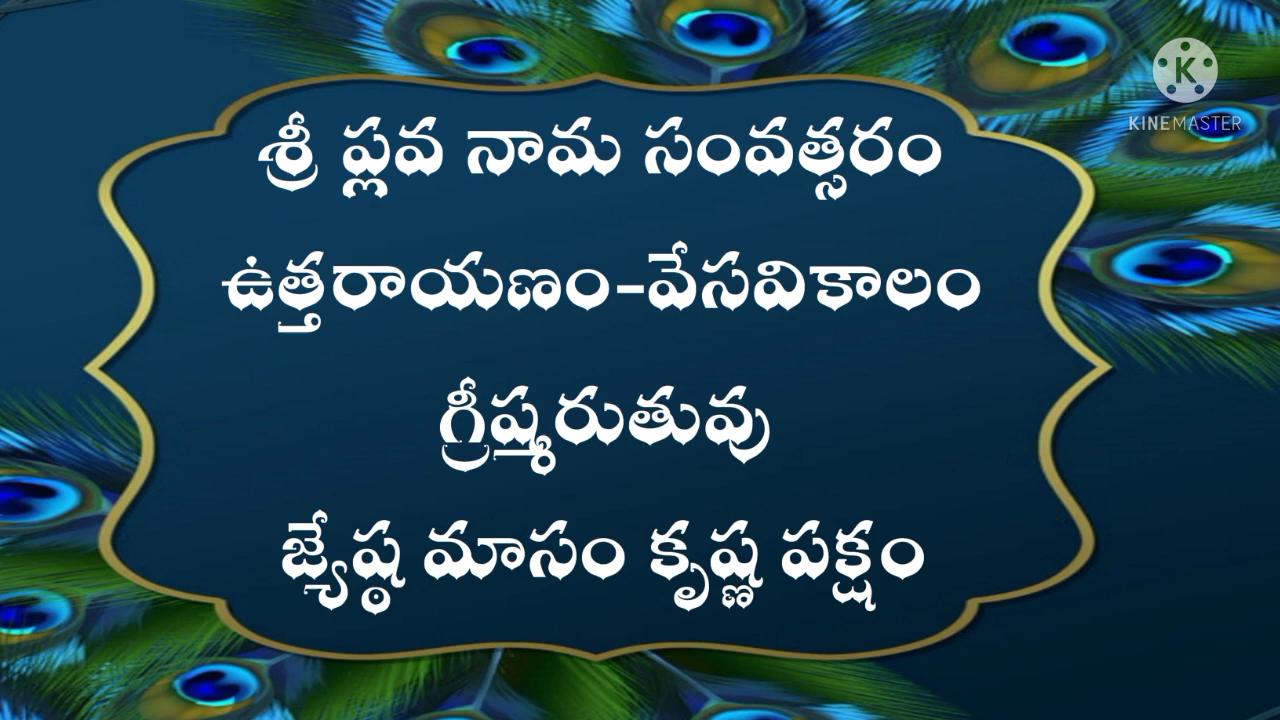 శ్రీ ప్లవ నామ సంవత్సరం
ఉత్తరాయణం-వేసవికాలం
గ్రీష్మరుతువు
జ్యేష్ఠ మాసం కృష్ణ పక్షం
K
KINEMASTER